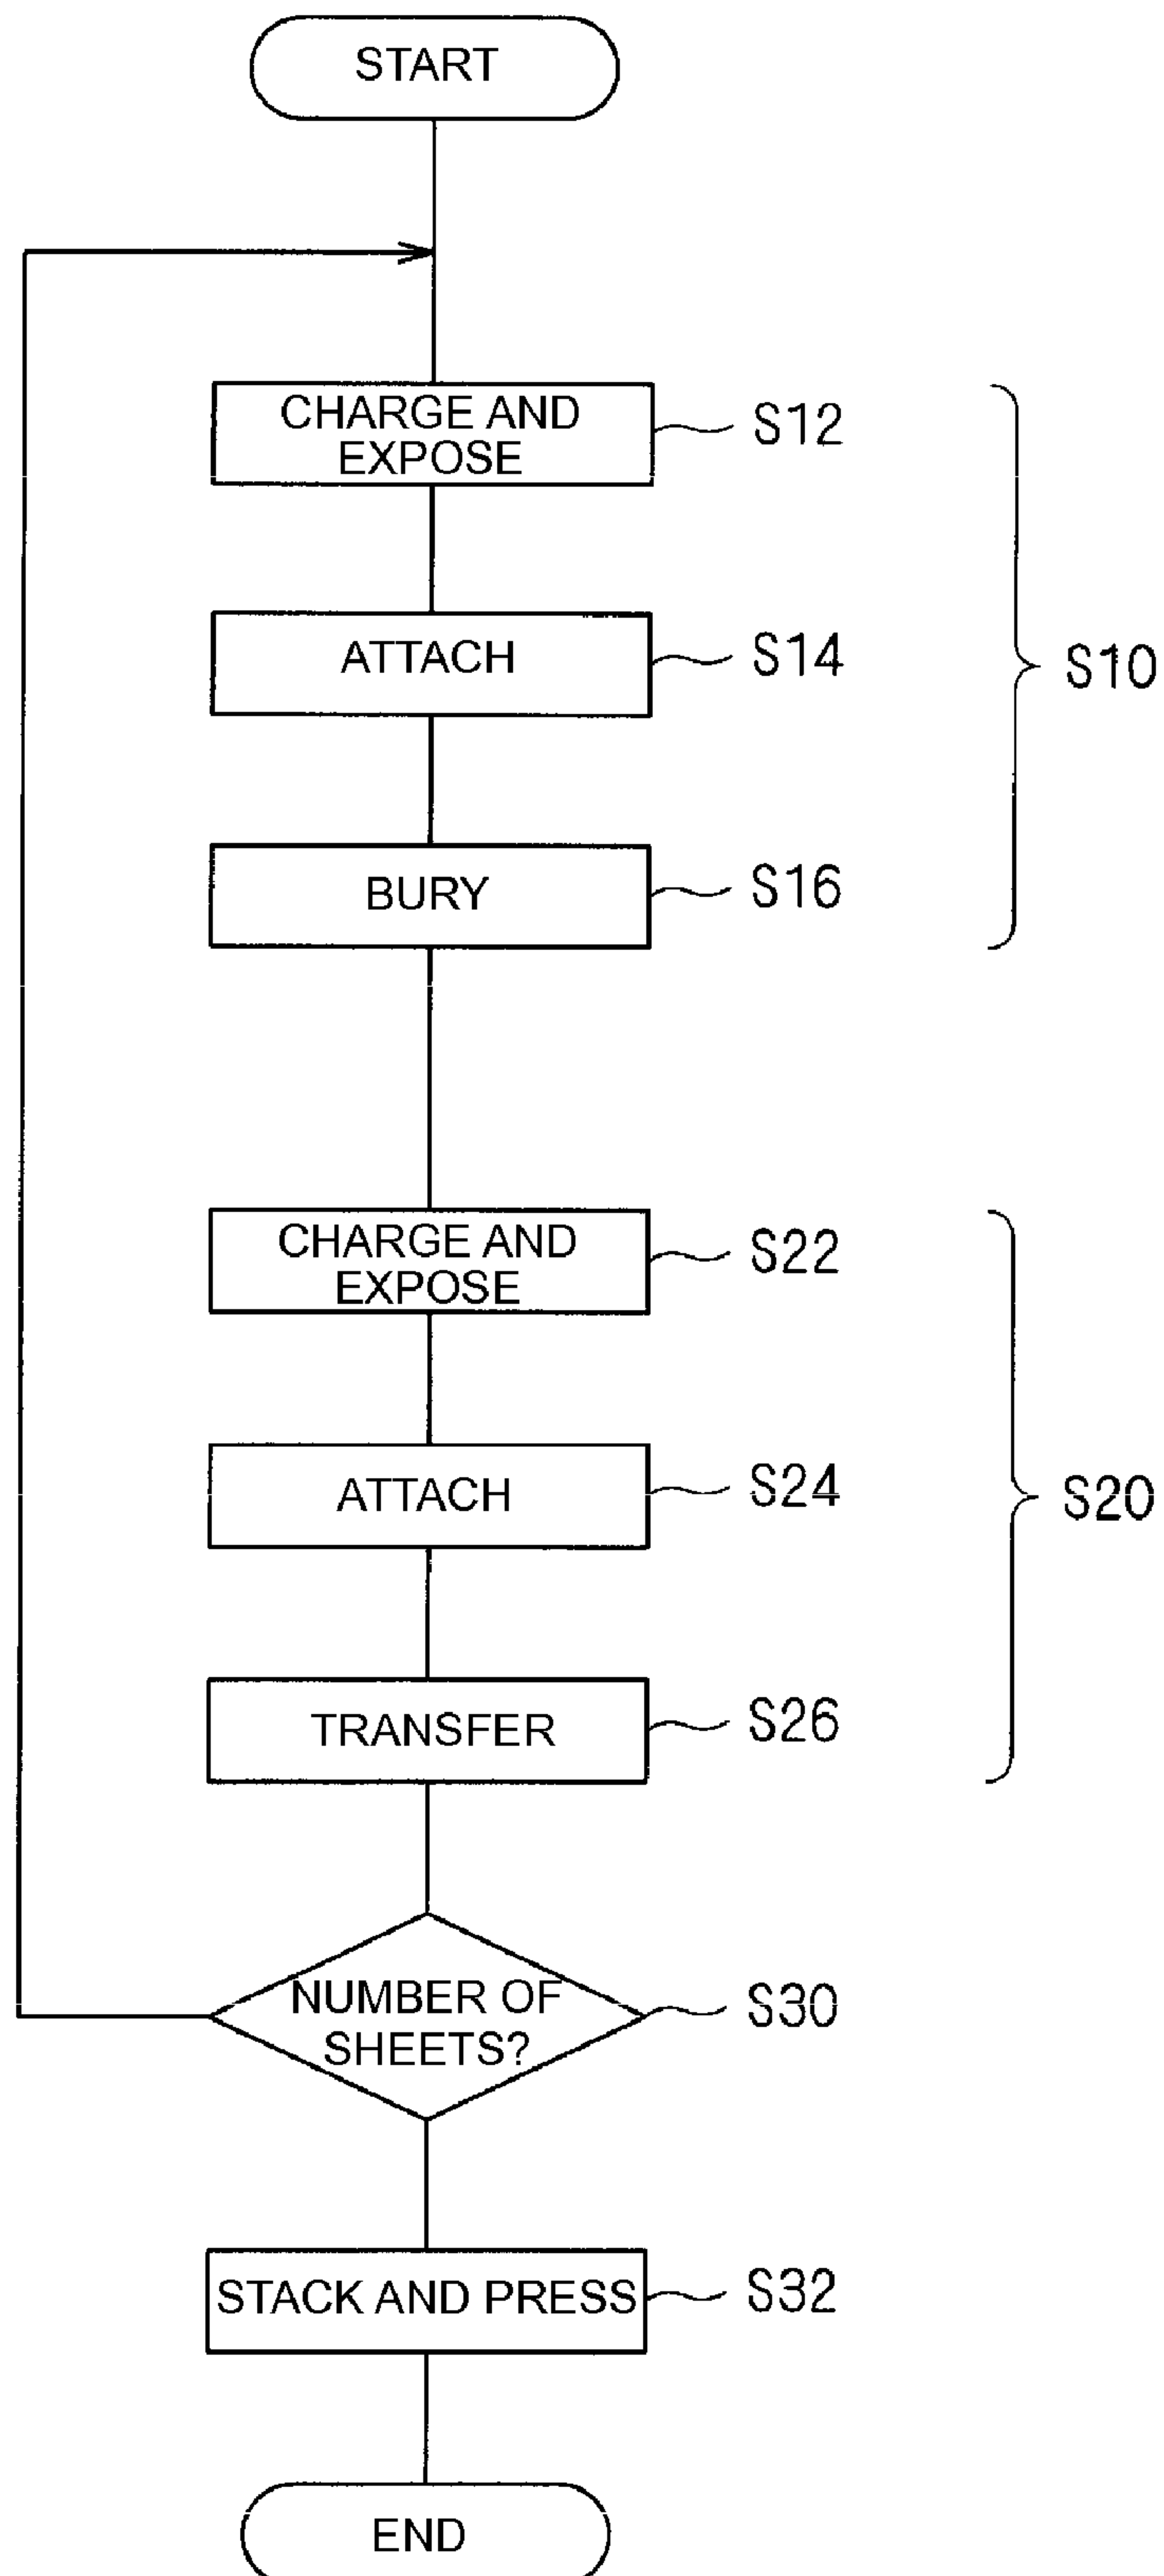 START
CHARGE AND
EXPOSE
S12
ATTACH
S14
S10
BURY
S16
CHARGE AND
EXPOSE
S22
ATTACH
S24
S20
TRANSFER
S26
NUMBER OF
SHEETS?
S30
STACK AND PRESS
S32
END